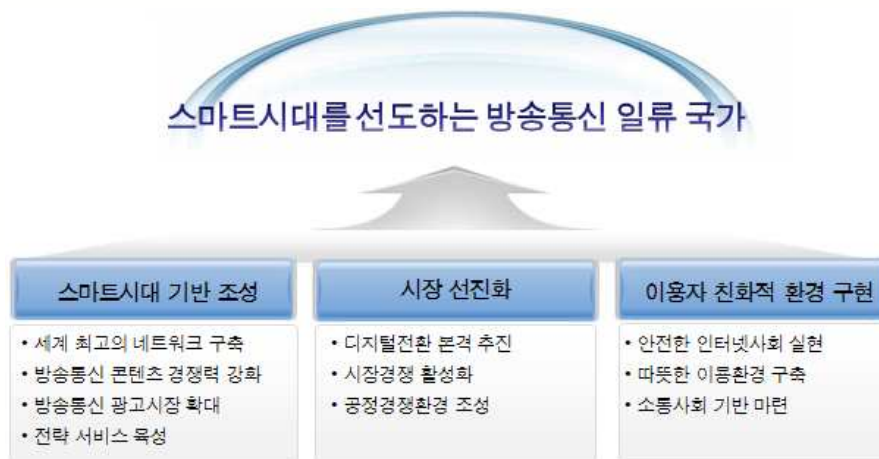 스마트시대를 선도하는 방송통신 일류 국가
스마트시대 기반 조성
• 세계 최고의 네트워크 구축
• 방송통신 콘텐츠 경쟁력 강화
• 방송통신 광고시장 확대
• 전략 서비스 육성
시장 선진화
• 디지털전환 본격 추진
• 시장경쟁 활성화
• 공정경쟁환경 조성
이용자 친화적 환경 구현
• 안전한 인터넷사회 실현
• 따뜻한 이용환경 구축
• 소통사회 기반 마련